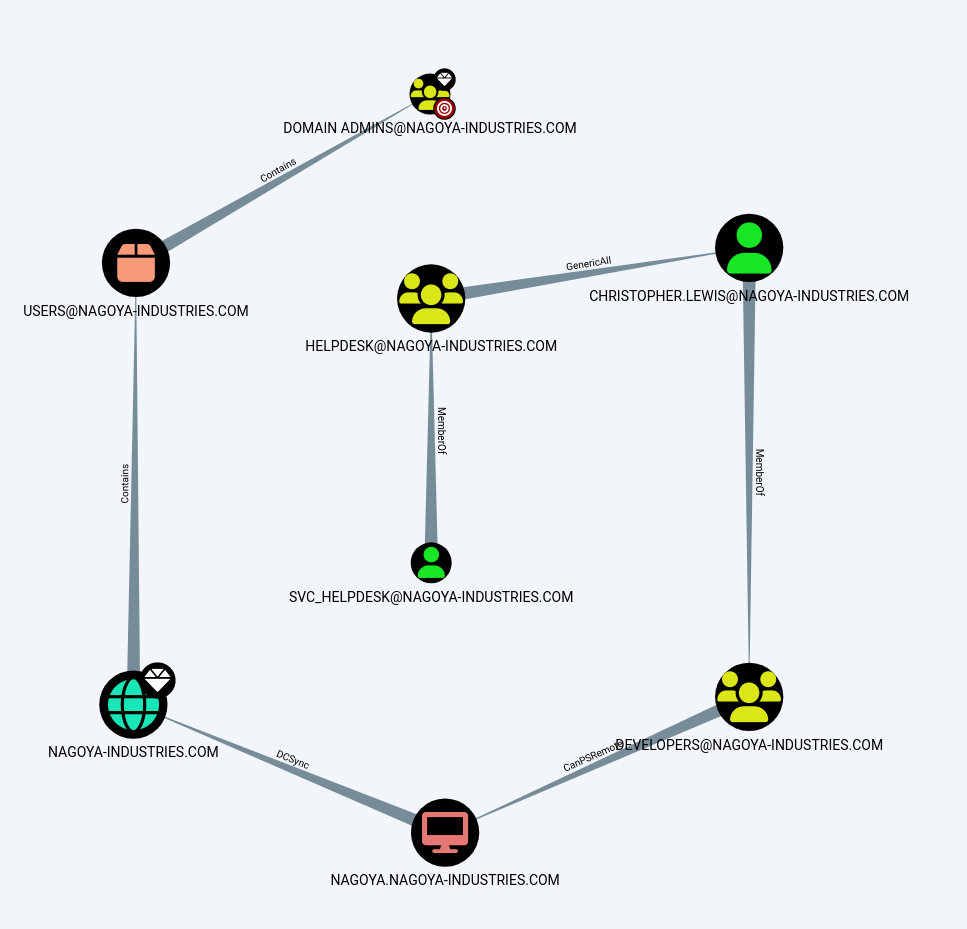 DOMAIN ADMINS@NAGOYA-INDUSTRIES.COM
Contains
GenericAll
CHRISTOPHER.LEWIS@NAGOYA-INDUSTRIES.COM
USERS@NAGOYA-INDUSTRIES.COM
HELPDESK@NAGOYA-INDUSTRIES.COM
MemberOf
MemberOf
Contains
SVC_HELPDESK@NAGOYA-INDUSTRIES.COM
NAGOYA-INDUSTRIES.COM
DEVELOPERS@NAGOYA-INDUSTRIES.COM
DCSync
CanPSRemote
NAGOYA.NAGOYA-INDUSTRIES.COM